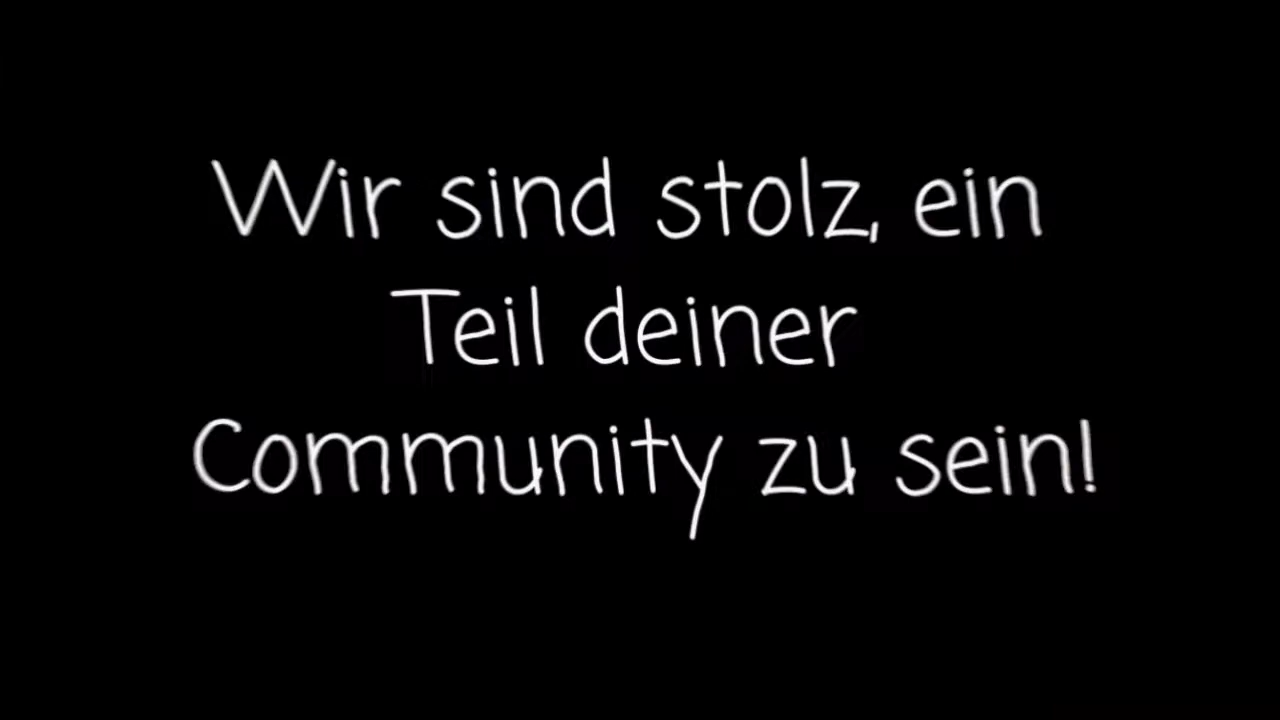 Wir sind stolz, ein
Teil deiner
Community zu sein!